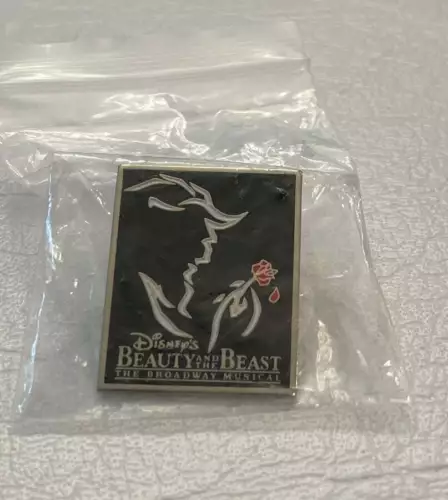 DISNEY'S
BEAUTY AND THE BEAST
THE BROADWAY MUSICAL